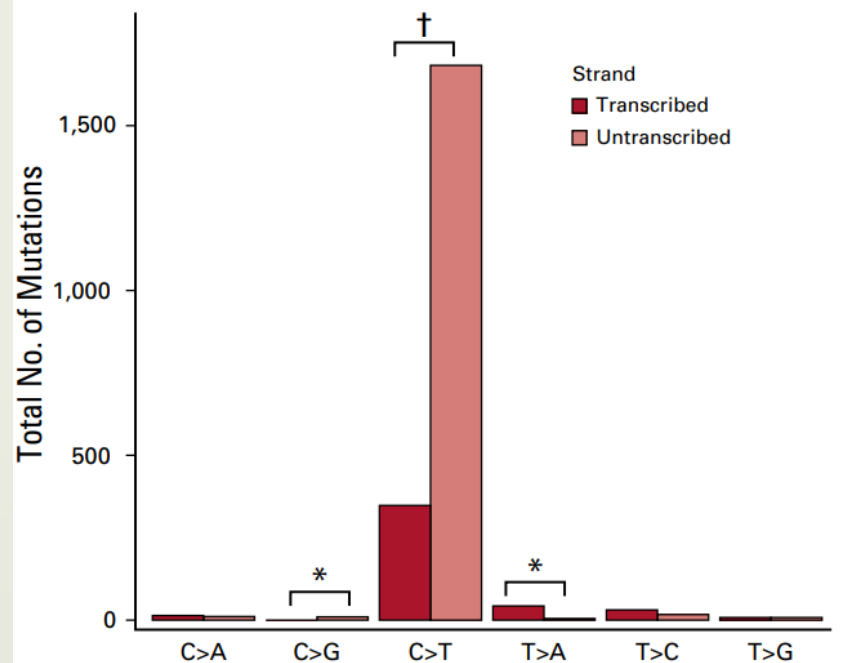 †
Strand
Transcribed
Untranscribed
1,500
1,000
500
0
*
*
Total No. of Mutations
C>A C>G C>T T>A T>C T>G